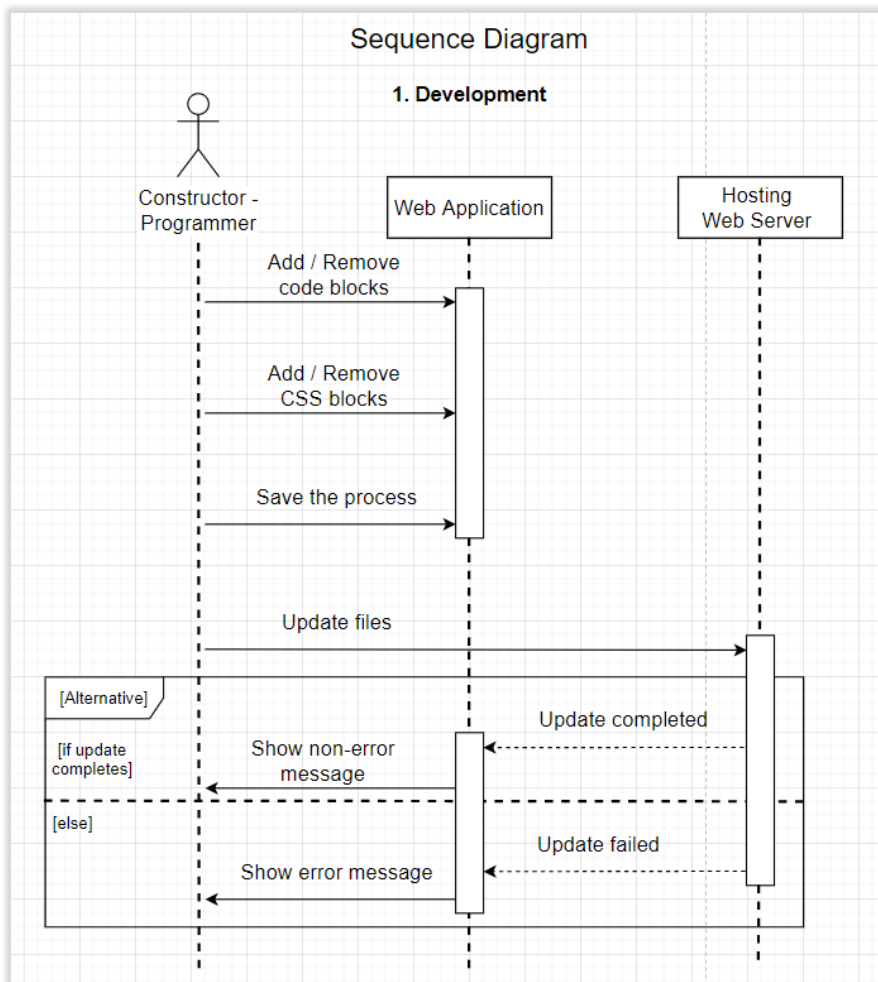 Sequence Diagram
1. Development
Constructor -
Programmer
Web Application
Hosting
Web Server
Add / Remove
code blocks
Add / Remove
CSS blocks
Save the process
Update files
[Alternative]
Update completed
[if update
completes]
Show non-error
message
[else]
Update failed
Show error message